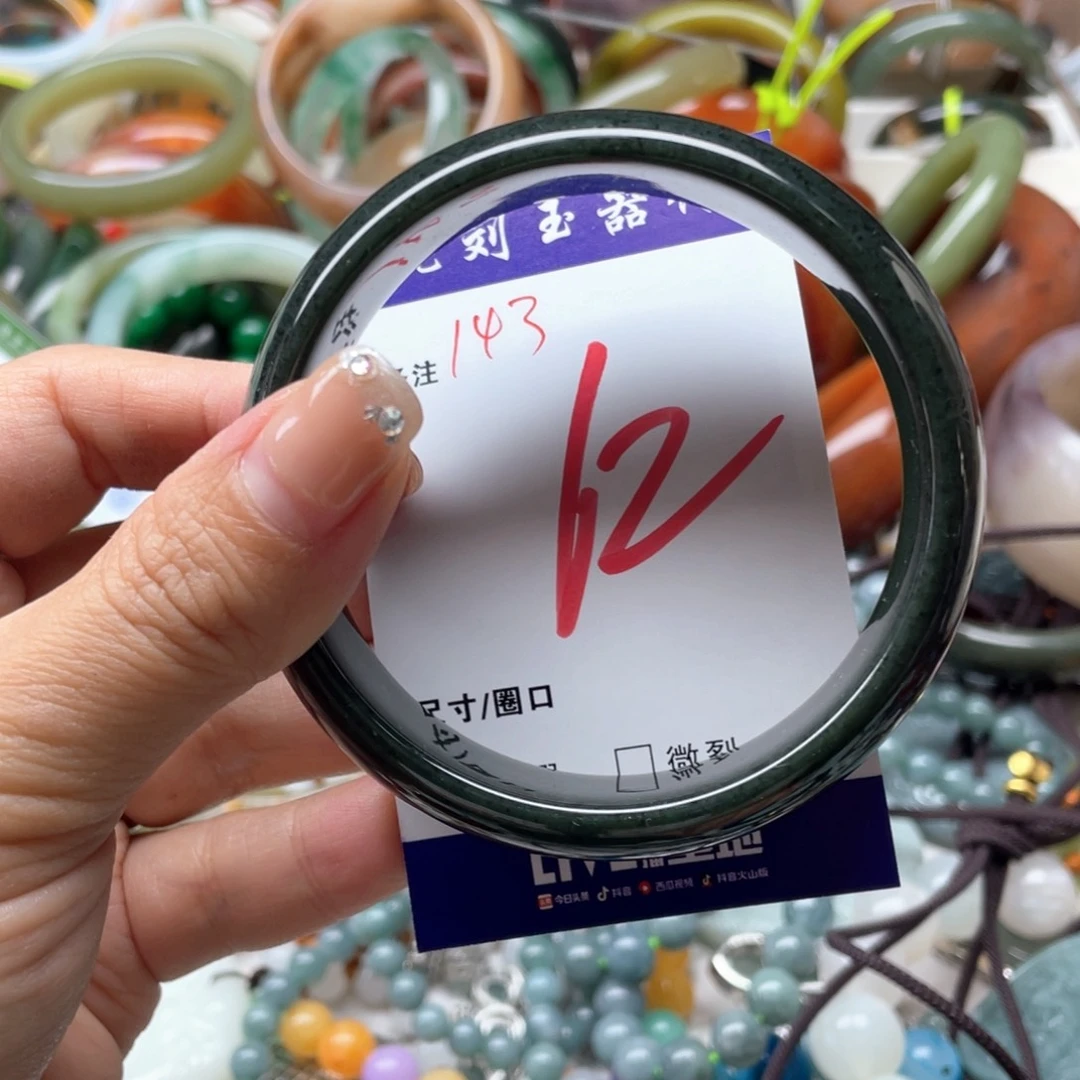 刘玉器
注 143
12
尺寸/圈口
微裂
今日头条 抖音 西瓜视频 抖音火山版